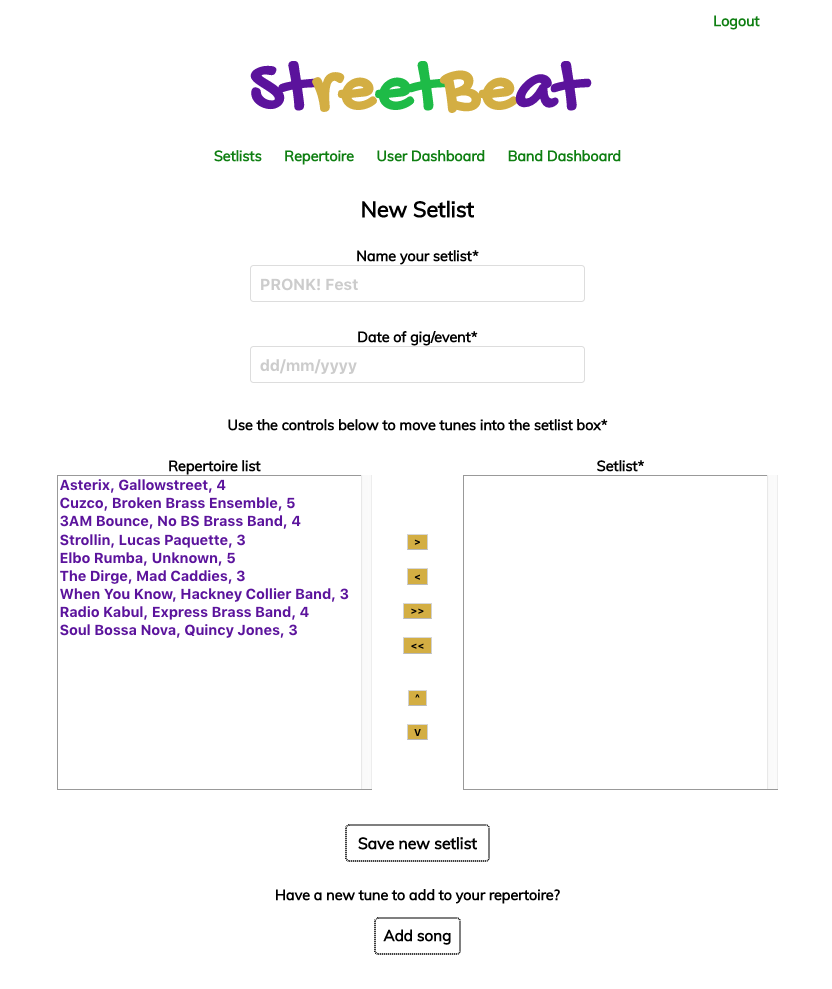 Logout
StreetBeat
Setlists Repertoire User Dashboard Band Dashboard
New Setlist
Name your setlist*
PRONK! Fest
Date of gig/event*
dd/mm/yyyy
Use the controls below to move tunes into the setlist box*
Repertoire list
Setlist*
Asterix, Gallowstreet, 4
Cuzco, Broken Brass Ensemble, 5
3AM Bounce, No BS Brass Band, 4
Strollin, Lucas Paquette, 3
Elbo Rumba, Unknown, 5
The Dirge, Mad Caddies, 3
When You Know, Hackney Collier Band, 3
Radio Kabul, Express Brass Band, 4
Soul Bossa Nova, Quincy Jones, 3
>
<
>>
<<
^
V
Save new setlist
Have a new tune to add to your repertoire?
Add song